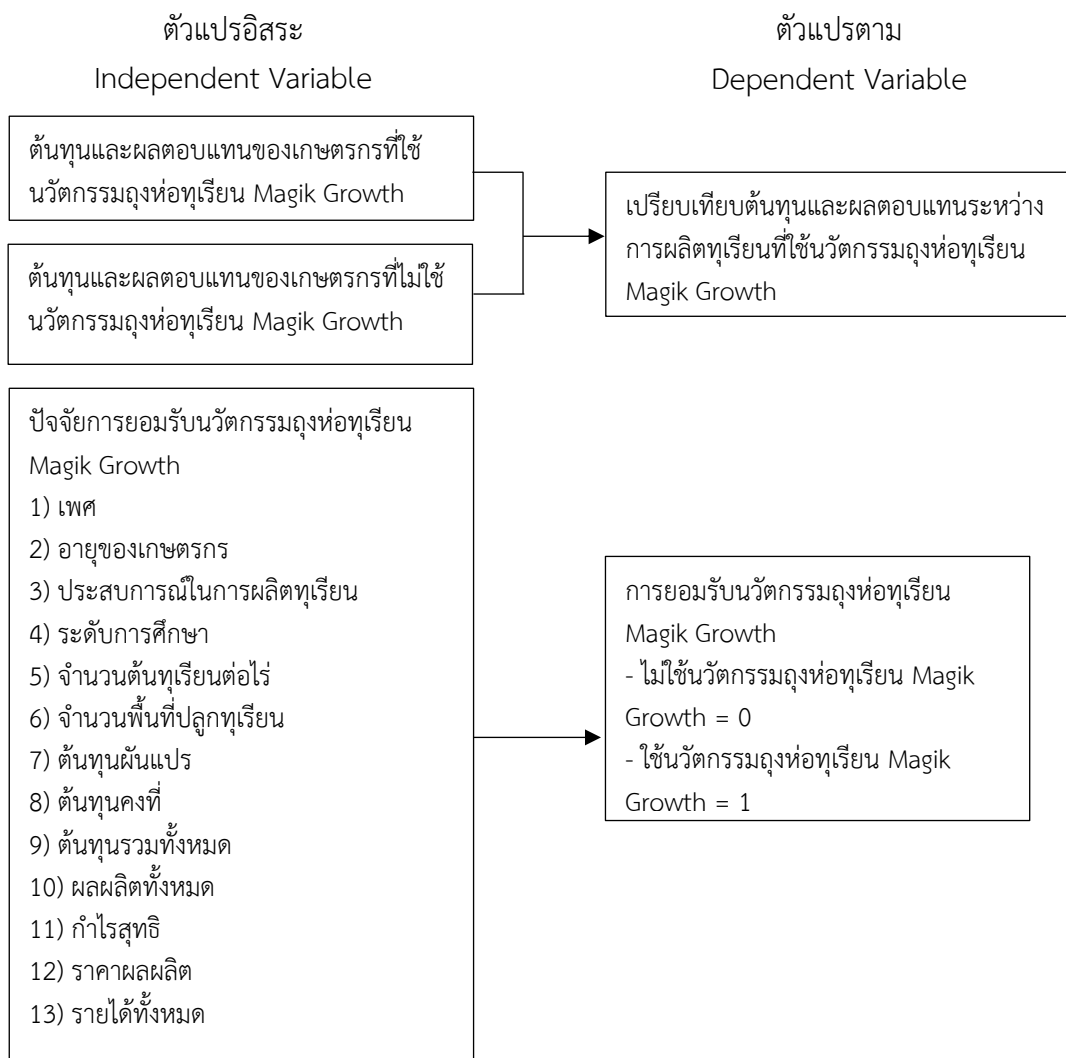 ตัวแปรอิสระ
Independent Variable
ตัวแปรตาม
Dependent Variable
ต้นทุนและผลตอบแทนของเกษตรกรที่ใช้
นวัตกรรมถุงห่อทุเรียน Magik Growth
ต้นทุนและผลตอบแทนของเกษตรกรที่ไม่ใช้
นวัตกรรมถุงห่อทุเรียน Magik Growth
เปรียบเทียบต้นทุนและผลตอบแทนระหว่าง
การผลิตทุเรียนที่ใช้นวัตกรรมถุงห่อทุเรียน
Magik Growth
ปัจจัยการยอมรับนวัตกรรมถุงห่อทุเรียน
Magik Growth
1) เพศ
2) อายุของเกษตรกร
3) ประสบการณ์ในการผลิตทุเรียน
4) ระดับการศึกษา
5) จำนวนต้นทุเรียนต่อไร่
6) จำนวนพื้นที่ปลูกทุเรียน
7) ต้นทุนผันแปร
8) ต้นทุนคงที่
9) ต้นทุนรวมทั้งหมด
10) ผลผลิตทั้งหมด
11) กำไรสุทธิ
12) ราคาผลผลิต
13) รายได้ทั้งหมด
การยอมรับนวัตกรรมถุงห่อทุเรียน
Magik Growth
- ไม่ใช้นวัตกรรมถุงห่อทุเรียน Magik
Growth = 0
- ใช้นวัตกรรมถุงห่อทุเรียน Magik
Growth = 1